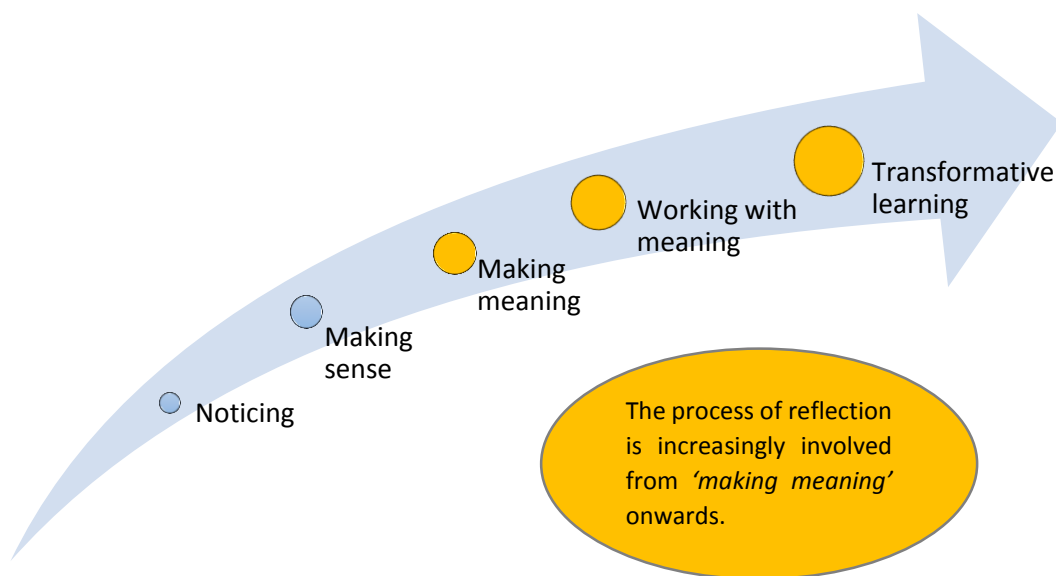 Transformative
learning
Working with
meaning
Making
meaning
Making
sense
Noticing
The process of reflection
is increasingly involved
from ‘making meaning’
onwards.